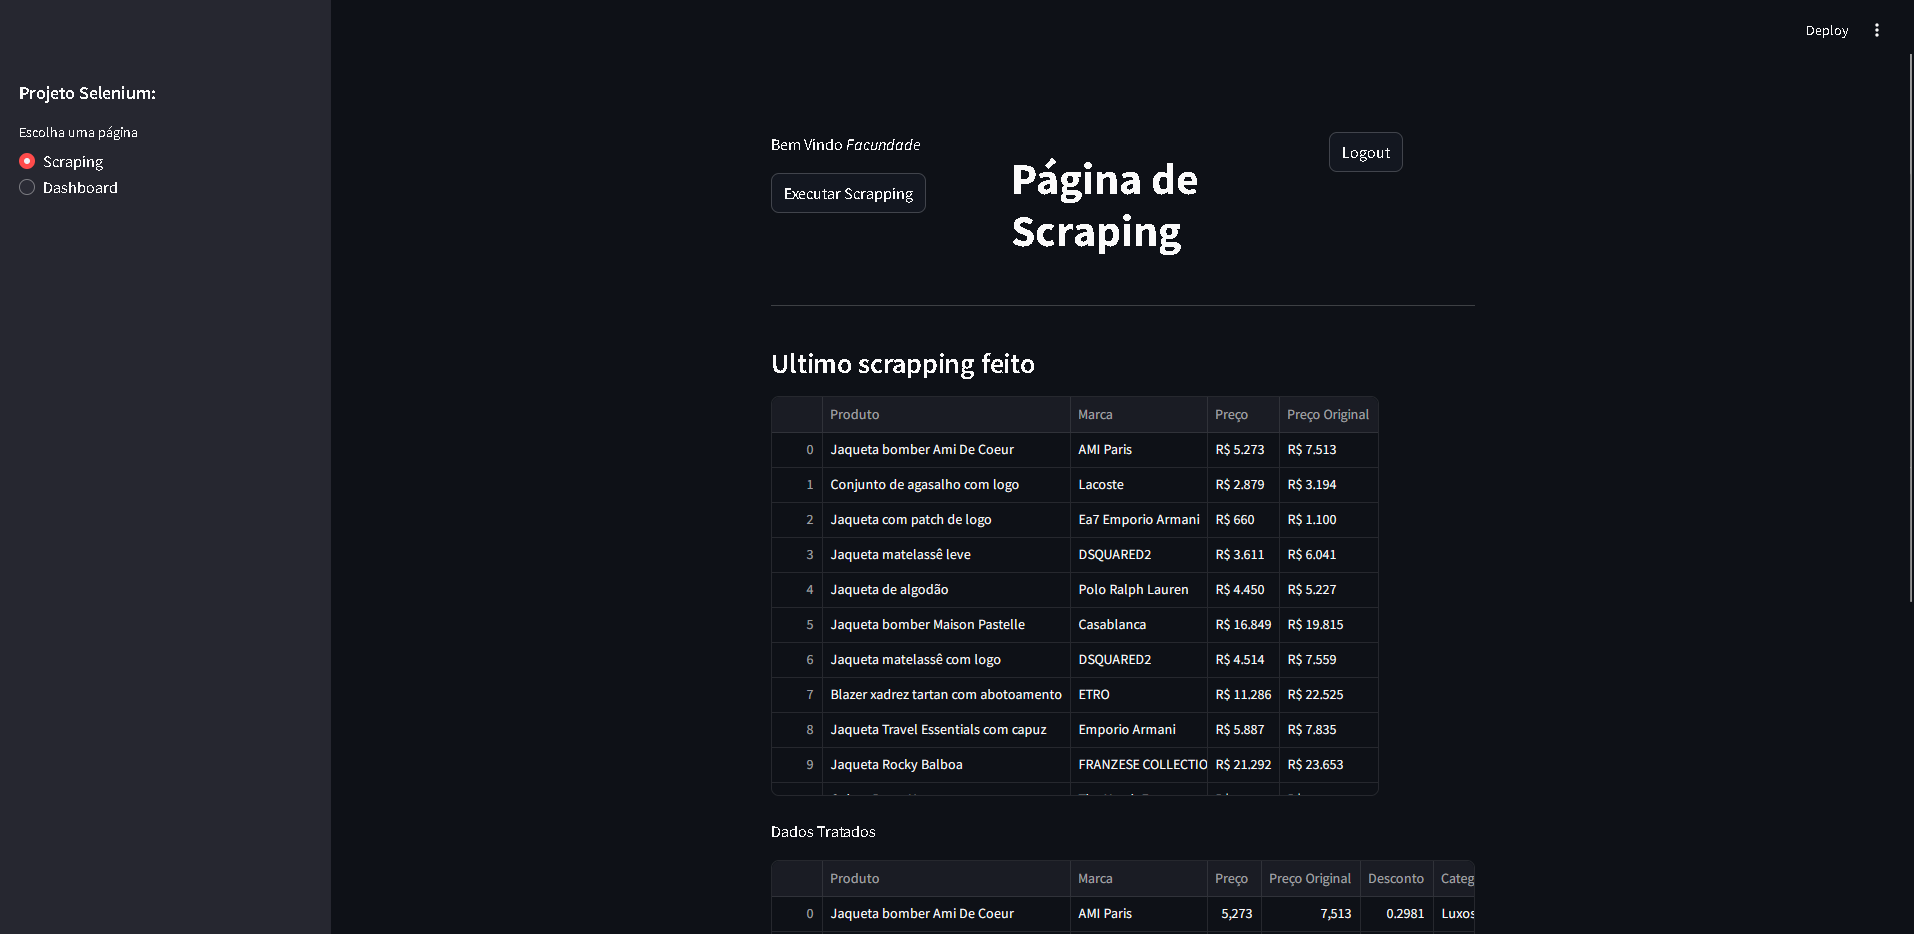 Deploy
Projeto Selenium:
Escolha uma página
Scraping
Dashboard
Bem Vindo Facundade
Executar Scrapping
Página de
Scraping
Logout
Ultimo scrapping feito
Produto Marca Preço Preço Original
0 Jaqueta bomber Ami De Coeur AMI Paris R$ 5.273 R$ 7.513
1 Conjunto de agasalho com logo Lacoste R$ 2.879 R$ 3.194
2 Jaqueta com patch de logo Ea7 Emporio Armani R$ 660 R$ 1.100
3 Jaqueta matelassê leve DSQUARED2 R$ 3.611 R$ 6.041
4 Jaqueta de algodão Polo Ralph Lauren R$ 4.450 R$ 5.227
5 Jaqueta bomber Maison Pastelle Casablanca R$ 16.849 R$ 19.815
6 Jaqueta matelassê com logo DSQUARED2 R$ 4.514 R$ 7.559
7 Blazer xadrez tartan com abotoamento ETRO R$ 11.286 R$ 22.525
8 Jaqueta Travel Essentials com capuz Emporio Armani R$ 5.887 R$ 7.835
9 Jaqueta Rocky Balboa FRANZESE COLLECTIO R$ 21.292 R$ 23.653
Dados Tratados
Produto Marca Preço Preço Original Desconto Categ
0 Jaqueta bomber Ami De Coeur AMI Paris 5,273 7,513 0.2981 Luxos